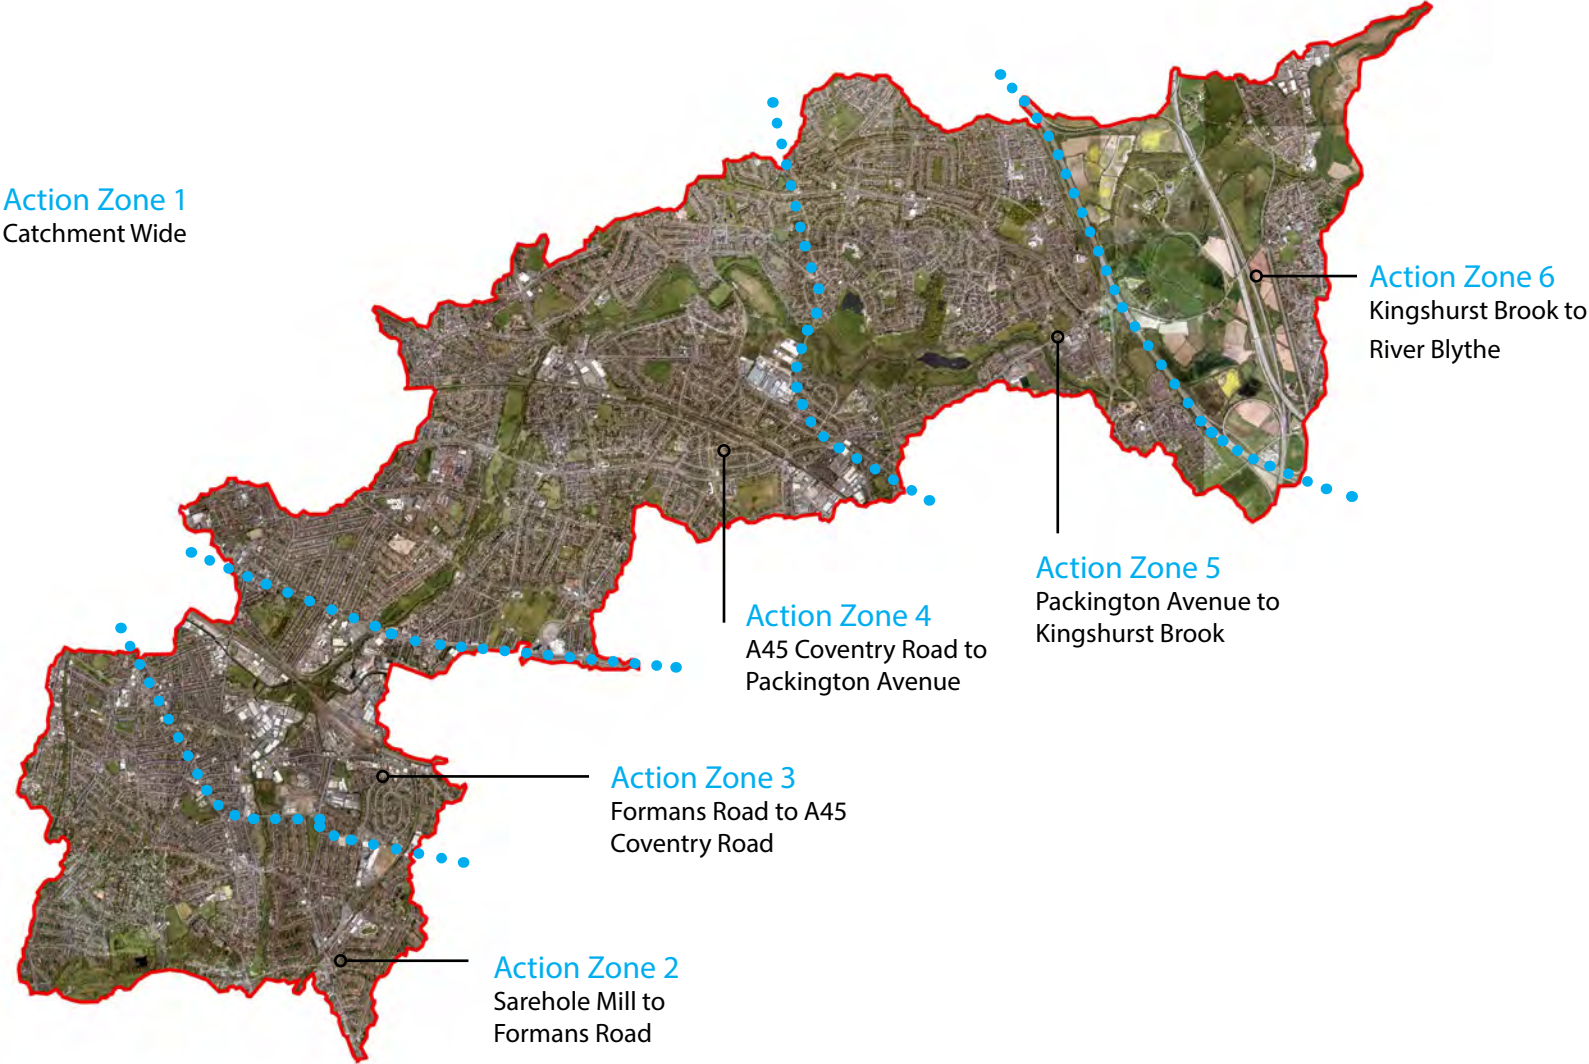 Action Zone 1
Catchment Wide
Action Zone 6
Kingshurst Brook to
River Blythe
Action Zone 5
Packington Avenue to
Kingshurst Brook
Action Zone 4
A45 Coventry Road to
Packington Avenue
Action Zone 3
Formans Road to A45
Coventry Road
Action Zone 2
Sarehole Mill to
Formans Road